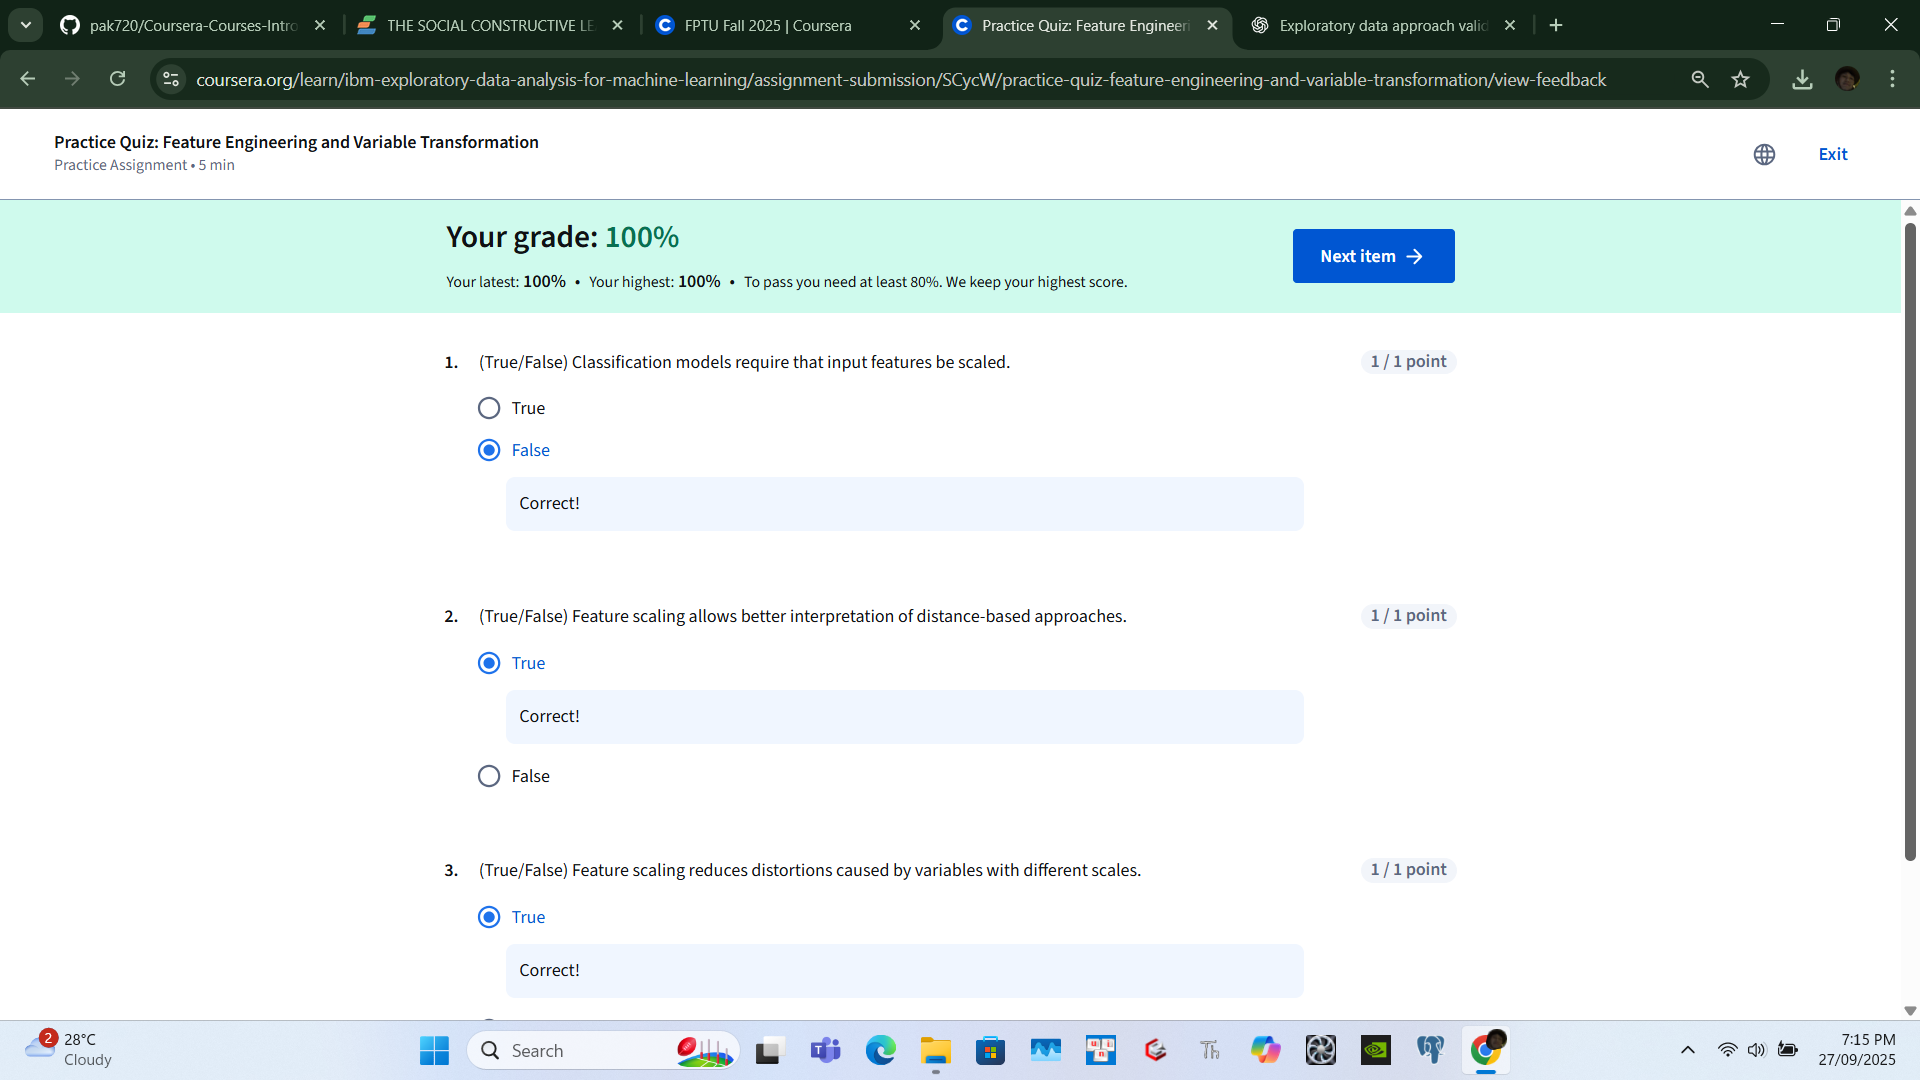 pak720/Coursera-Courses-Intro
THE SOCIAL CONSTRUCTIVE LE
FPTU Fall 2025 | Coursera
Practice Quiz: Feature Engineen
Exploratory data approach valid
coursera.org/learn/ibm-exploratory-data-analysis-for-machine-learning/assignment-submission/SCycW/practice-quiz-feature-engineering-and-variable-transformation/view-feedback
Practice Quiz: Feature Engineering and Variable Transformation
Practice Assignment • 5 min
Exit
Your grade: 100%
Your latest: 100% • Your highest: 100% • To pass you need at least 80%. We keep your highest score.
Next item
1. (True/False) Classification models require that input features be scaled.
1 / 1 point
True
False
Correct!
2. (True/False) Feature scaling allows better interpretation of distance-based approaches.
1 / 1 point
True
Correct!
False
3. (True/False) Feature scaling reduces distortions caused by variables with different scales.
1 / 1 point
True
Correct!
2
28°C
Cloudy
Search
Th
7:15 PM
27/09/2025